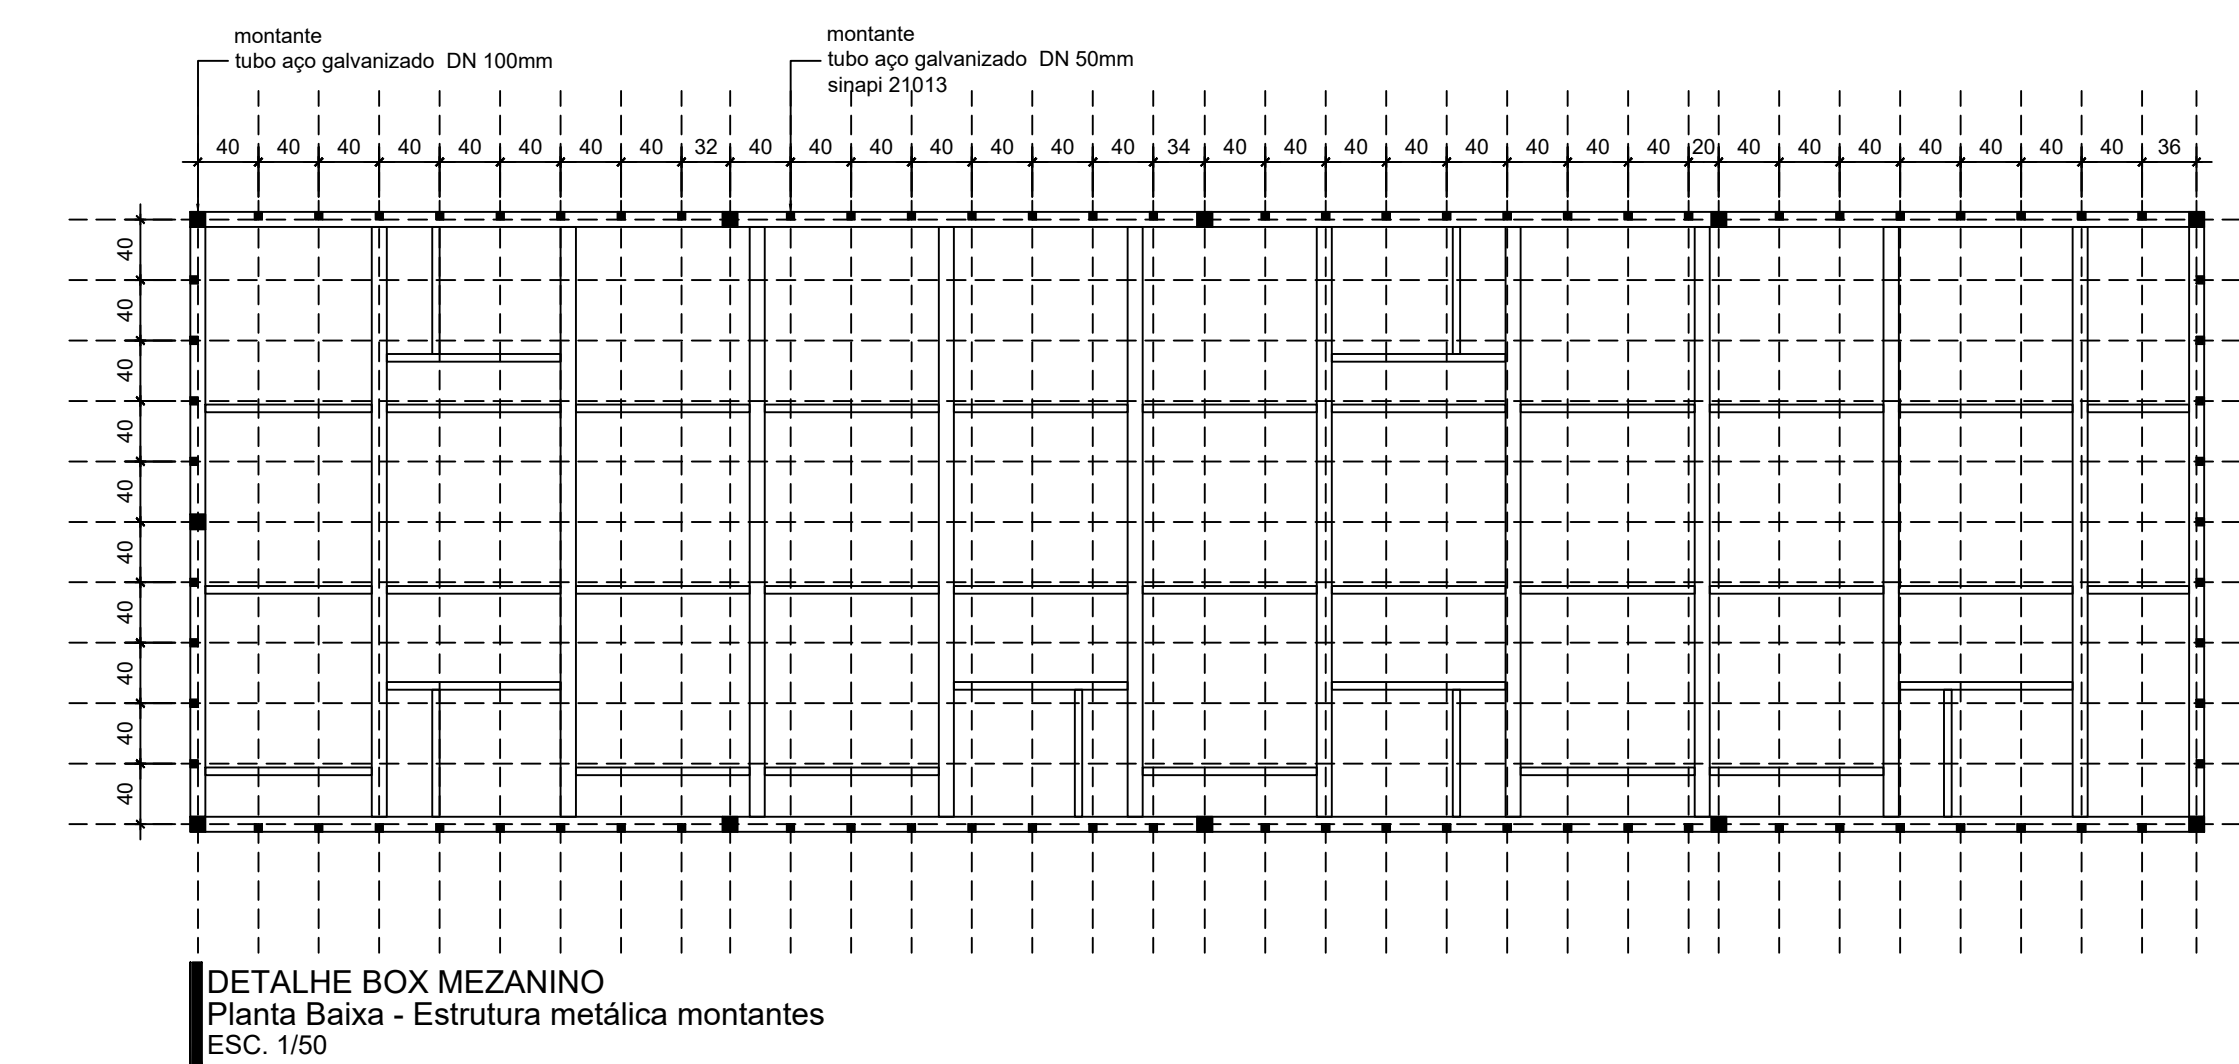 montante
tubo aço galvanizado DN 100mm
montante
tubo aço galvanizado DN 50mm
sinapi 21013
40 40 40 40 40 40 40 40 32 40 40 40 40 40 40 40 34 40 40 40 40 40 40 40 40 20 40 40 40 40 40 40 40 36
40
40
40
40
40
40
40
40
40
40
DETALHE BOX MEZANINO
Planta Baixa - Estrutura metálica montantes
ESC. 1/50